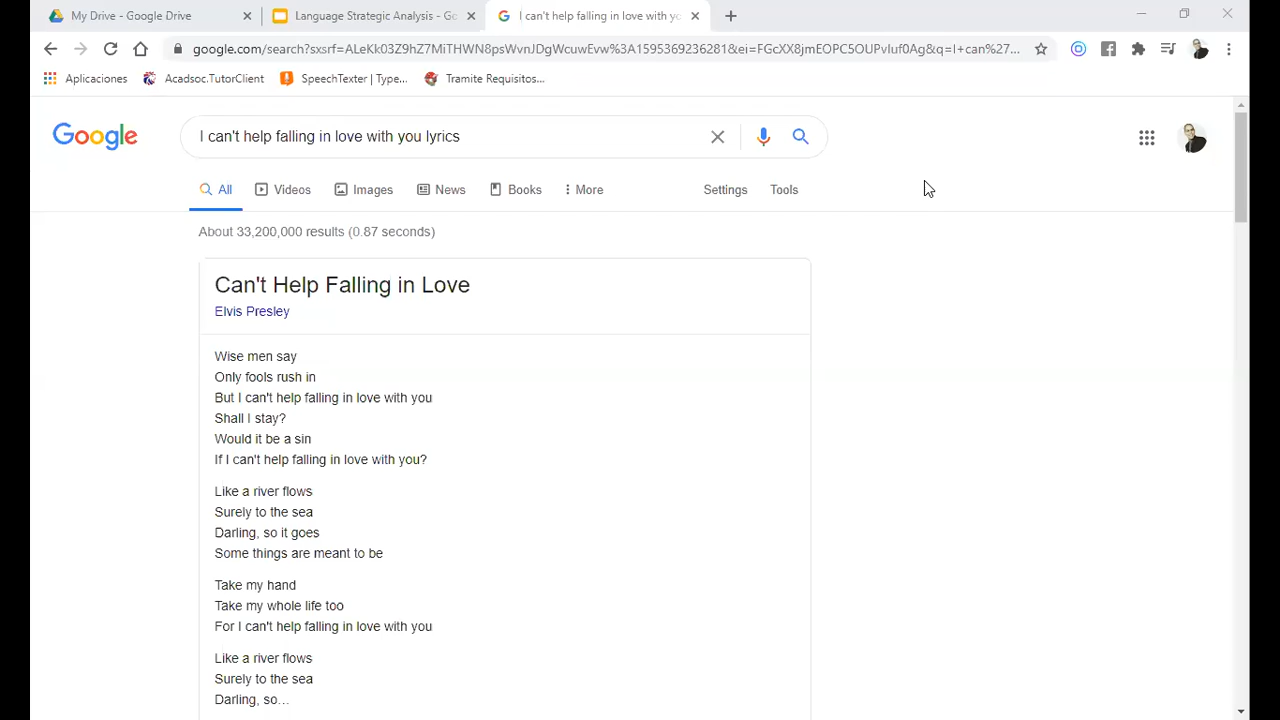 My Drive - Google Drive
Language Strategic Analysis - Go
I can't help falling in love with yo
google.com/search?sxsrf=ALeKk03Z9hZ7MiTHWN8psWvnJDgWcuwEvw%3A1595369236281&ei=FGcXX8jmEOPC5OUPvIuf0Ag&q=I+can%27...
Aplicaciones
Acadsoc.TutorClient
SpeechTexter | Type...
Tramite Requisitos...
Google
I can't help falling in love with you lyrics
All
Videos
Images
News
Books
More
Settings
Tools
About 33,200,000 results (0.87 seconds)
Can't Help Falling in Love
Elvis Presley
Wise men say
Only fools rush in
But I can't help falling in love with you
Shall I stay?
Would it be a sin
If I can't help falling in love with you?
Like a river flows
Surely to the sea
Darling, so it goes
Some things are meant to be
Take my hand
Take my whole life too
For I can't help falling in love with you
Like a river flows
Surely to the sea
Darling, so...